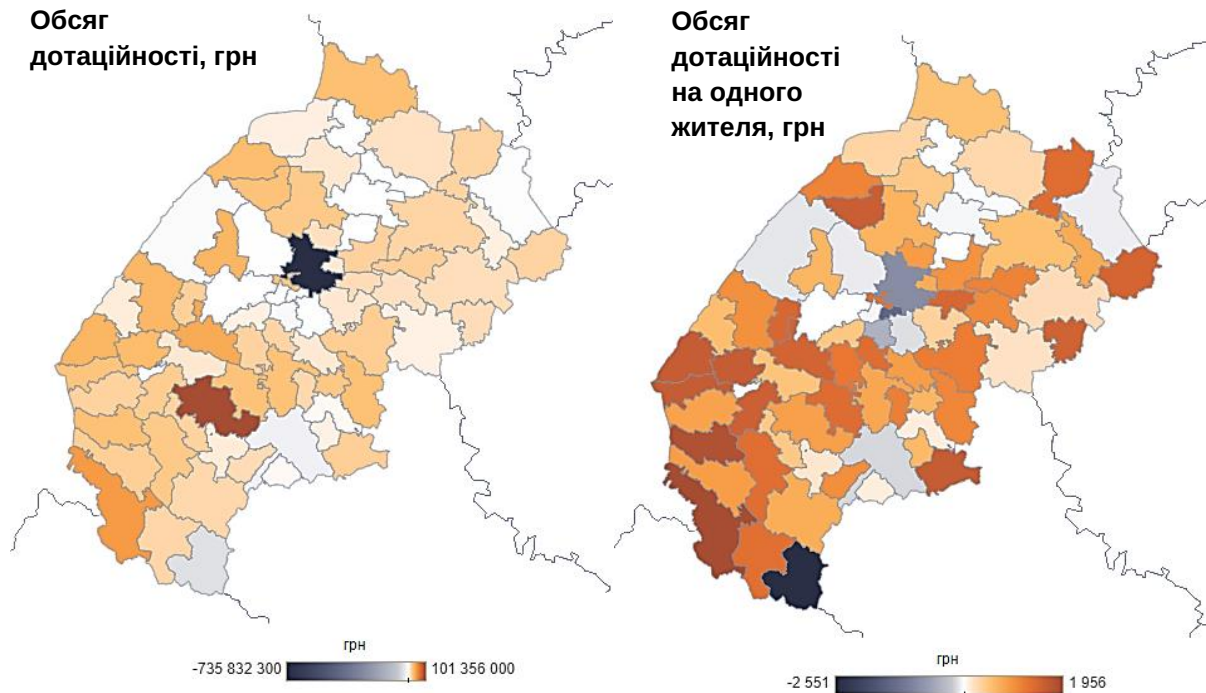 Обсяг
дотаційності, грн
Обсяг
дотаційності
на одного
жителя, грн
грн
-735 832 300
101 356 000
грн
-2 551
1 956